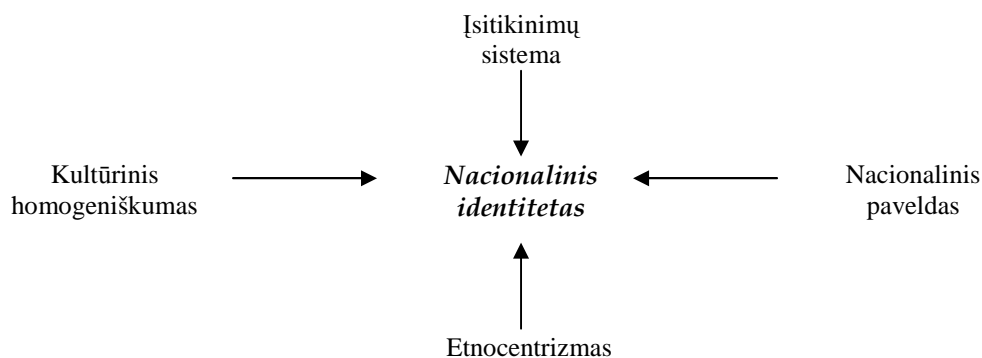 Įsitikinimų
sistema
Kultūrinis
homogeniškumas
Nacionalinis
identitetas
Nacionalinis
paveldas
Etnocentrizmas